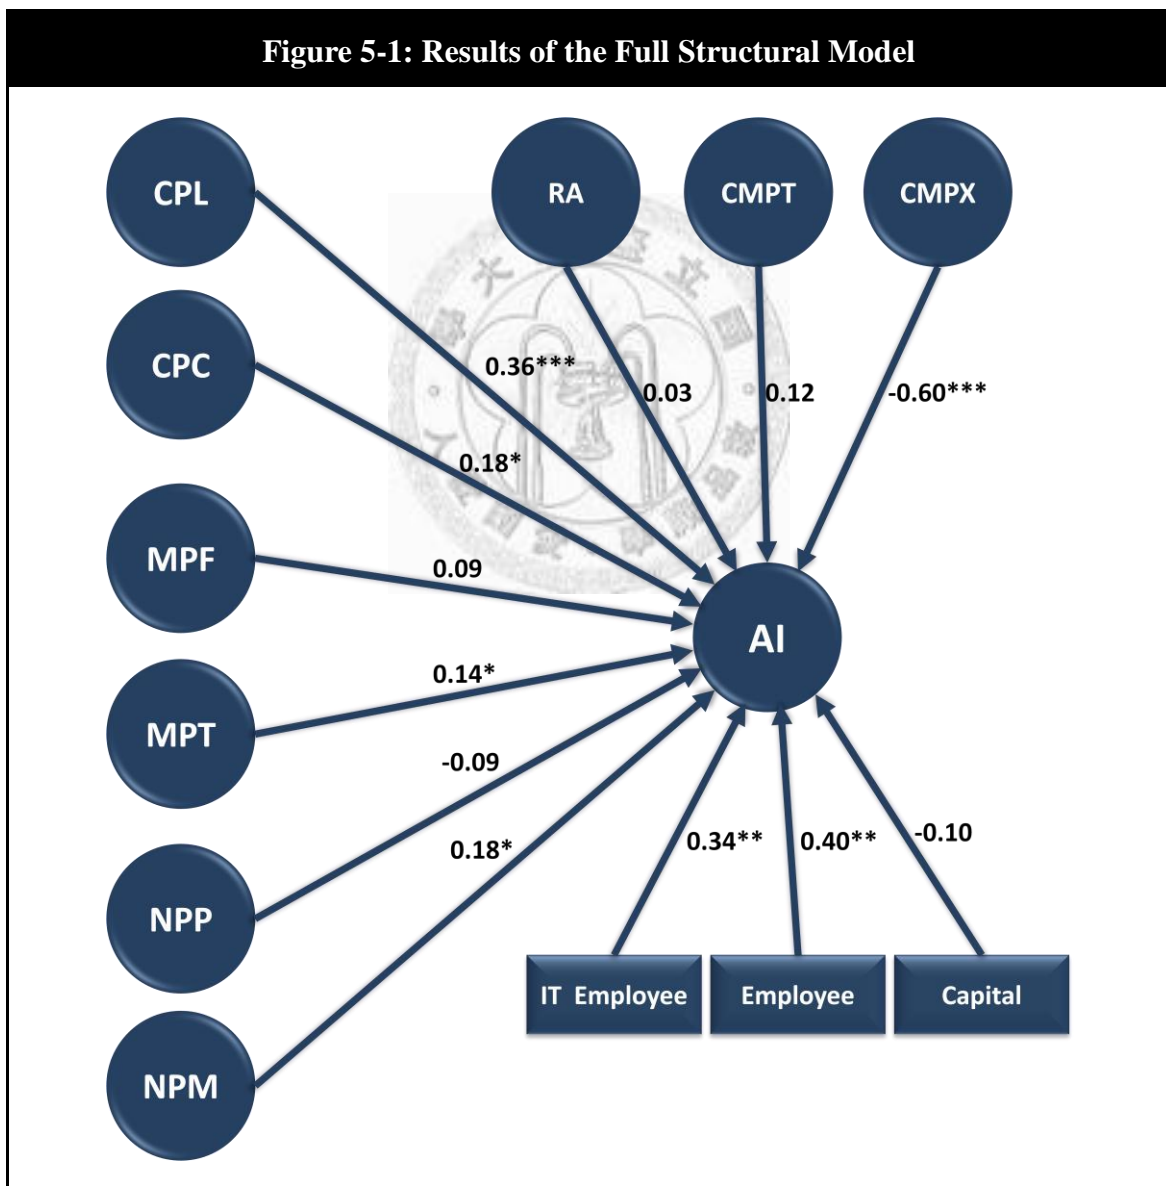 Figure 5-1: Results of the Full Structural Model
CPL
RA
CMPT
CMPX
CPC
0.36***
0.03
0.12
-0.60***
0.18*
MPF
0.09
AI
MPT
0.14*
-0.09
0.18*
0.34**
0.40**
-0.10
NPP
IT Employee
Employee
Capital
NPM